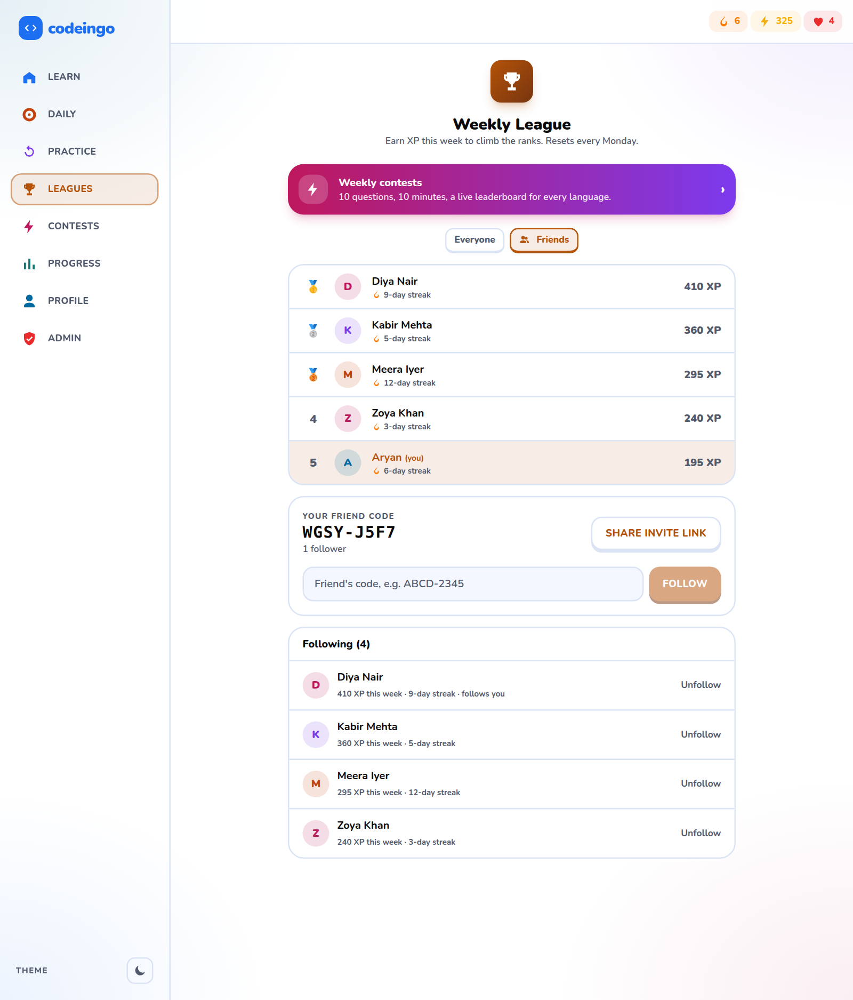 codeingo
6
325
4
LEARN
DAILY
PRACTICE
LEAGUES
CONTESTS
PROGRESS
PROFILE
ADMIN
THEME
Weekly League
Earn XP this week to climb the ranks. Resets every Monday.
Weekly contests
10 questions, 10 minutes, a live leaderboard for every language.
›
Everyone
Friends
D
Diya Nair
9-day streak
410 XP
K
Kabir Mehta
5-day streak
360 XP
M
Meera Iyer
12-day streak
295 XP
4
Z
Zoya Khan
3-day streak
240 XP
5
A
Aryan (you)
6-day streak
195 XP
YOUR FRIEND CODE
WGSY-J5F7
1 follower
SHARE INVITE LINK
Friend's code, e.g. ABCD-2345
FOLLOW
Following (4)
D
Diya Nair
410 XP this week · 9-day streak · follows you
Unfollow
K
Kabir Mehta
360 XP this week · 5-day streak
Unfollow
M
Meera Iyer
295 XP this week · 12-day streak
Unfollow
Z
Zoya Khan
240 XP this week · 3-day streak
Unfollow